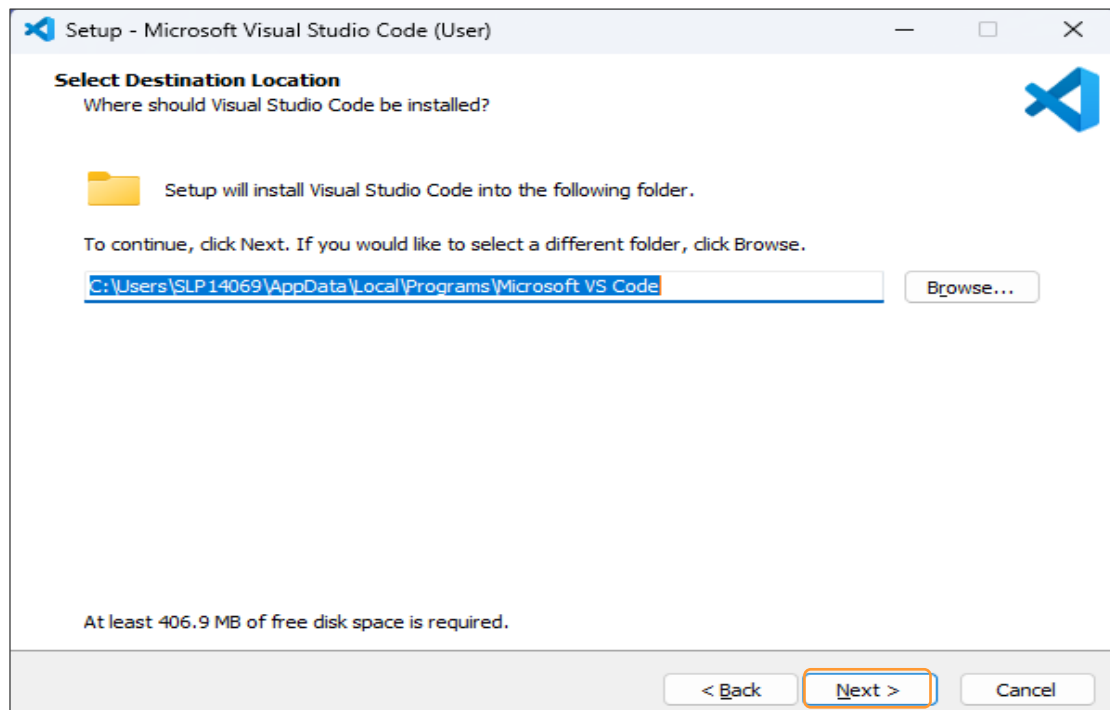 Setup - Microsoft Visual Studio Code (User)
Select Destination Location
Where should Visual Studio Code be installed?
Setup will install Visual Studio Code into the following folder.
To continue, click Next. If you would like to select a different folder, click Browse.
C:\Users\SLP14069\AppData\Local\Programs\Microsoft VS Code
Browse...
At least 406.9 MB of free disk space is required.
< Back Next > Cancel